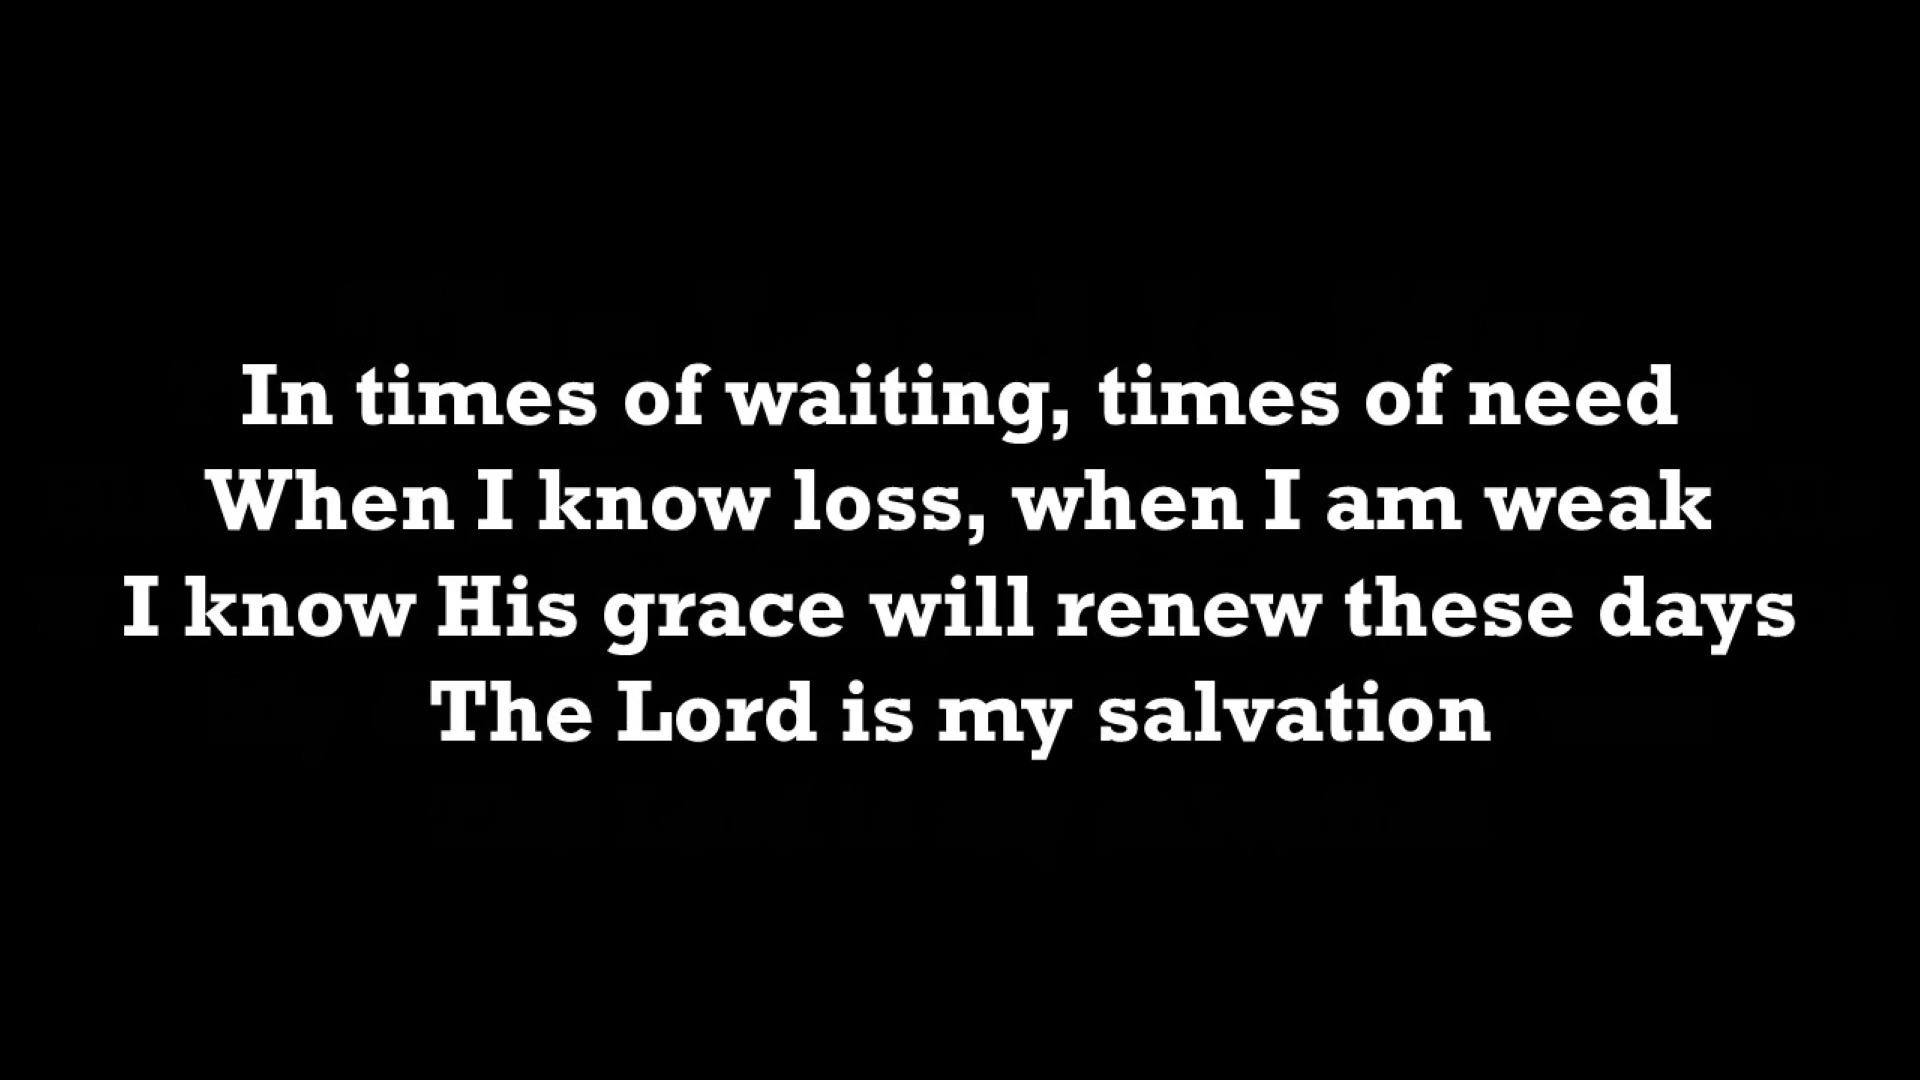 In times of waiting, times of need
When I know loss, when I am weak
I know His grace will renew these days
The Lord is my salvation